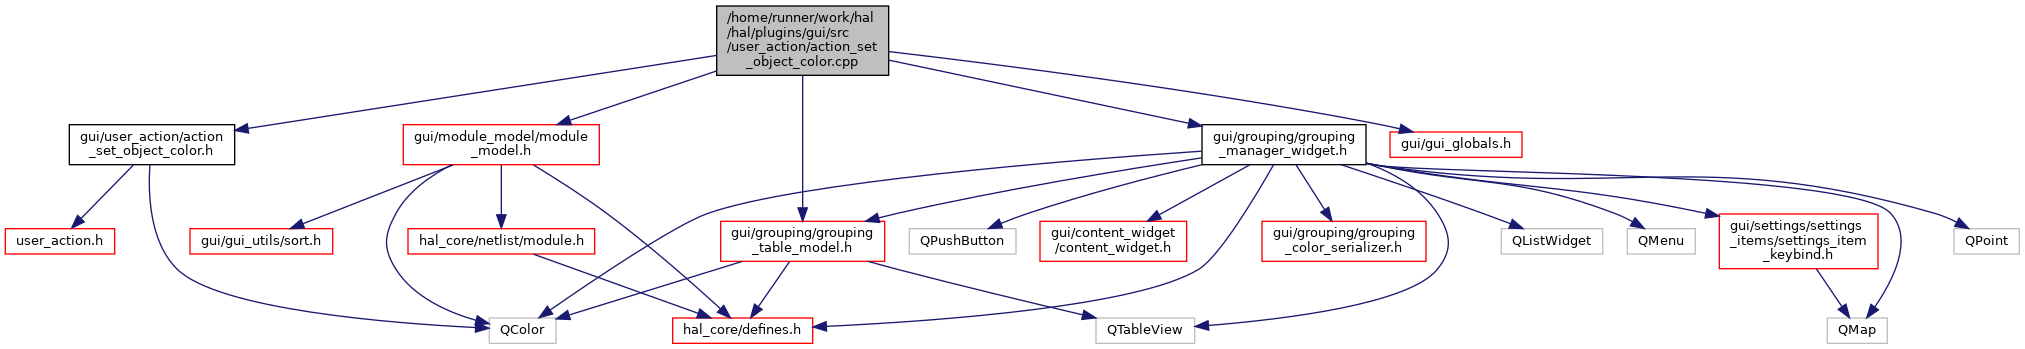 /home/runner/work/hal
/hal/plugins/gui/src
/user_action/action_set
_object_color.cpp
gui/user_action/action
_set_object_color.h
gui/module_model/module
_model.h
gui/grouping/grouping
_manager_widget.h
gui/gui_globals.h
user_action.h
gui/gui_utils/sort.h
hal_core/netlist/module.h
gui/grouping/grouping
_table_model.h
QPushButton
gui/content_widget
/content_widget.h
gui/grouping/grouping
_color_serializer.h
QListWidget
QMenu
gui/settings/settings
_items/settings_item
_keybind.h
QPoint
QColor
hal_core/defines.h
QTableView
QMap